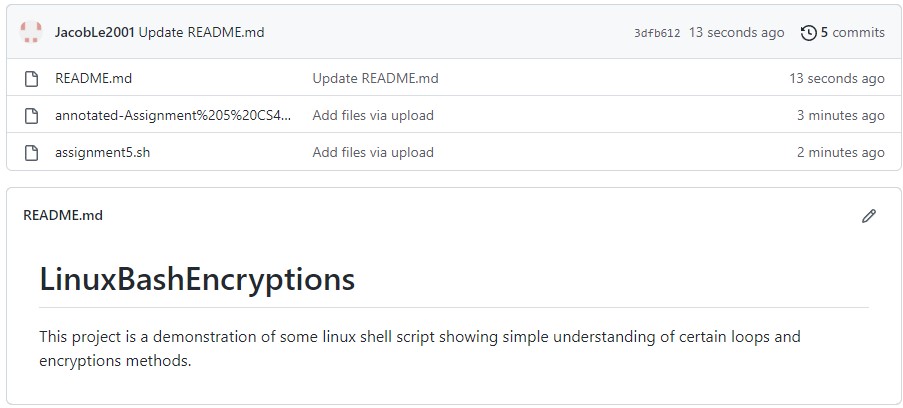 JacobLe2001 Update README.md 3dfb612 13 seconds ago 5 commits
README.md Update README.md 13 seconds ago
annotated-Assignment%205%20CS4... Add files via upload 3 minutes ago
assignment5.sh Add files via upload 2 minutes ago
README.md
LinuxBashEncryptions
This project is a demonstration of some linux shell script showing simple understanding of certain loops and
encryptions methods.